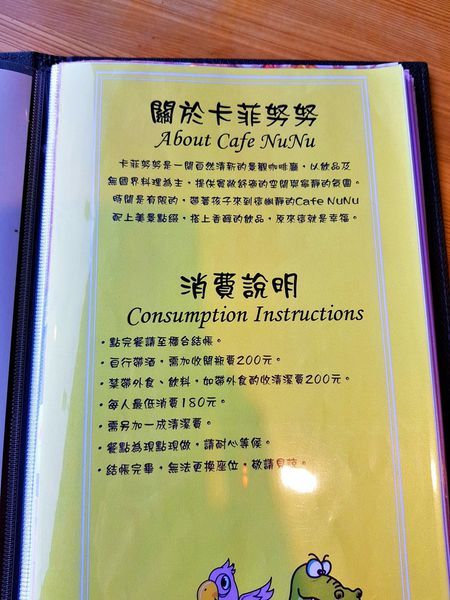 關於卡菲努努
About Cafe NuNu
卡菲努努是一間自然清新的景觀咖啡廳，以飲品及
無國界料理為主，提供寬敞舒適的空間與寧靜的氛圍。
時間是有限的，帶著孩子來到這幽靜的Cafe NuNu
配上美景點綴，搭上香醇的飲品，原來這就是幸福。
消費說明
Consumption Instructions
·點完餐請至櫃台結帳。
·自行帶酒，需加收開瓶費200元。
·禁帶外食、飲料，如帶外食酌收清潔費200元。
·每人最低消費180元。
·需另加一成清潔費。
·餐點為現點現做，請耐心等候。
·結帳完畢，無法更換座位，敬請見諒。